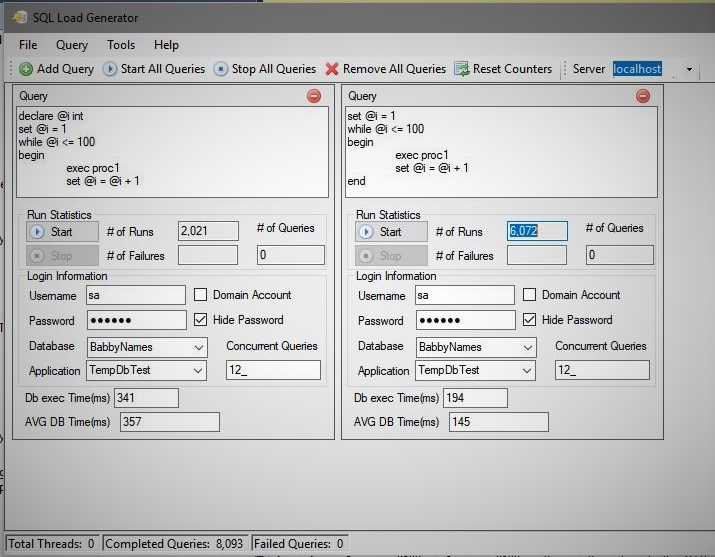 SQL Load Generator
File Query Tools Help
Add Query Start All Queries Stop All Queries Remove All Queries Reset Counters Server localhost
Query
declare @i int
set @i = 1
while @i <= 100
begin
exec proc1
set @i = @i + 1
Run Statistics
Start # of Runs 2,021 # of Queries
Stop # of Failures 0
Login Information
Username sa Domain Account
Password ●●●●●● Hide Password
Database BabbyNames Concurrent Queries
Application TempDbTest 12_
Db exec Time(ms) 341
AVG DB Time(ms) 357
Query
set @i = 1
while @i <= 100
begin
exec proc1
set @i = @i + 1
end
Run Statistics
Start # of Runs 6,072 # of Queries
Stop # of Failures 0
Login Information
Username sa Domain Account
Password ●●●●●● Hide Password
Database BabbyNames Concurrent Queries
Application TempDbTest 12_
Db exec Time(ms) 194
AVG DB Time(ms) 145
Total Threads: 0 Completed Queries: 8,093 Failed Queries: 0